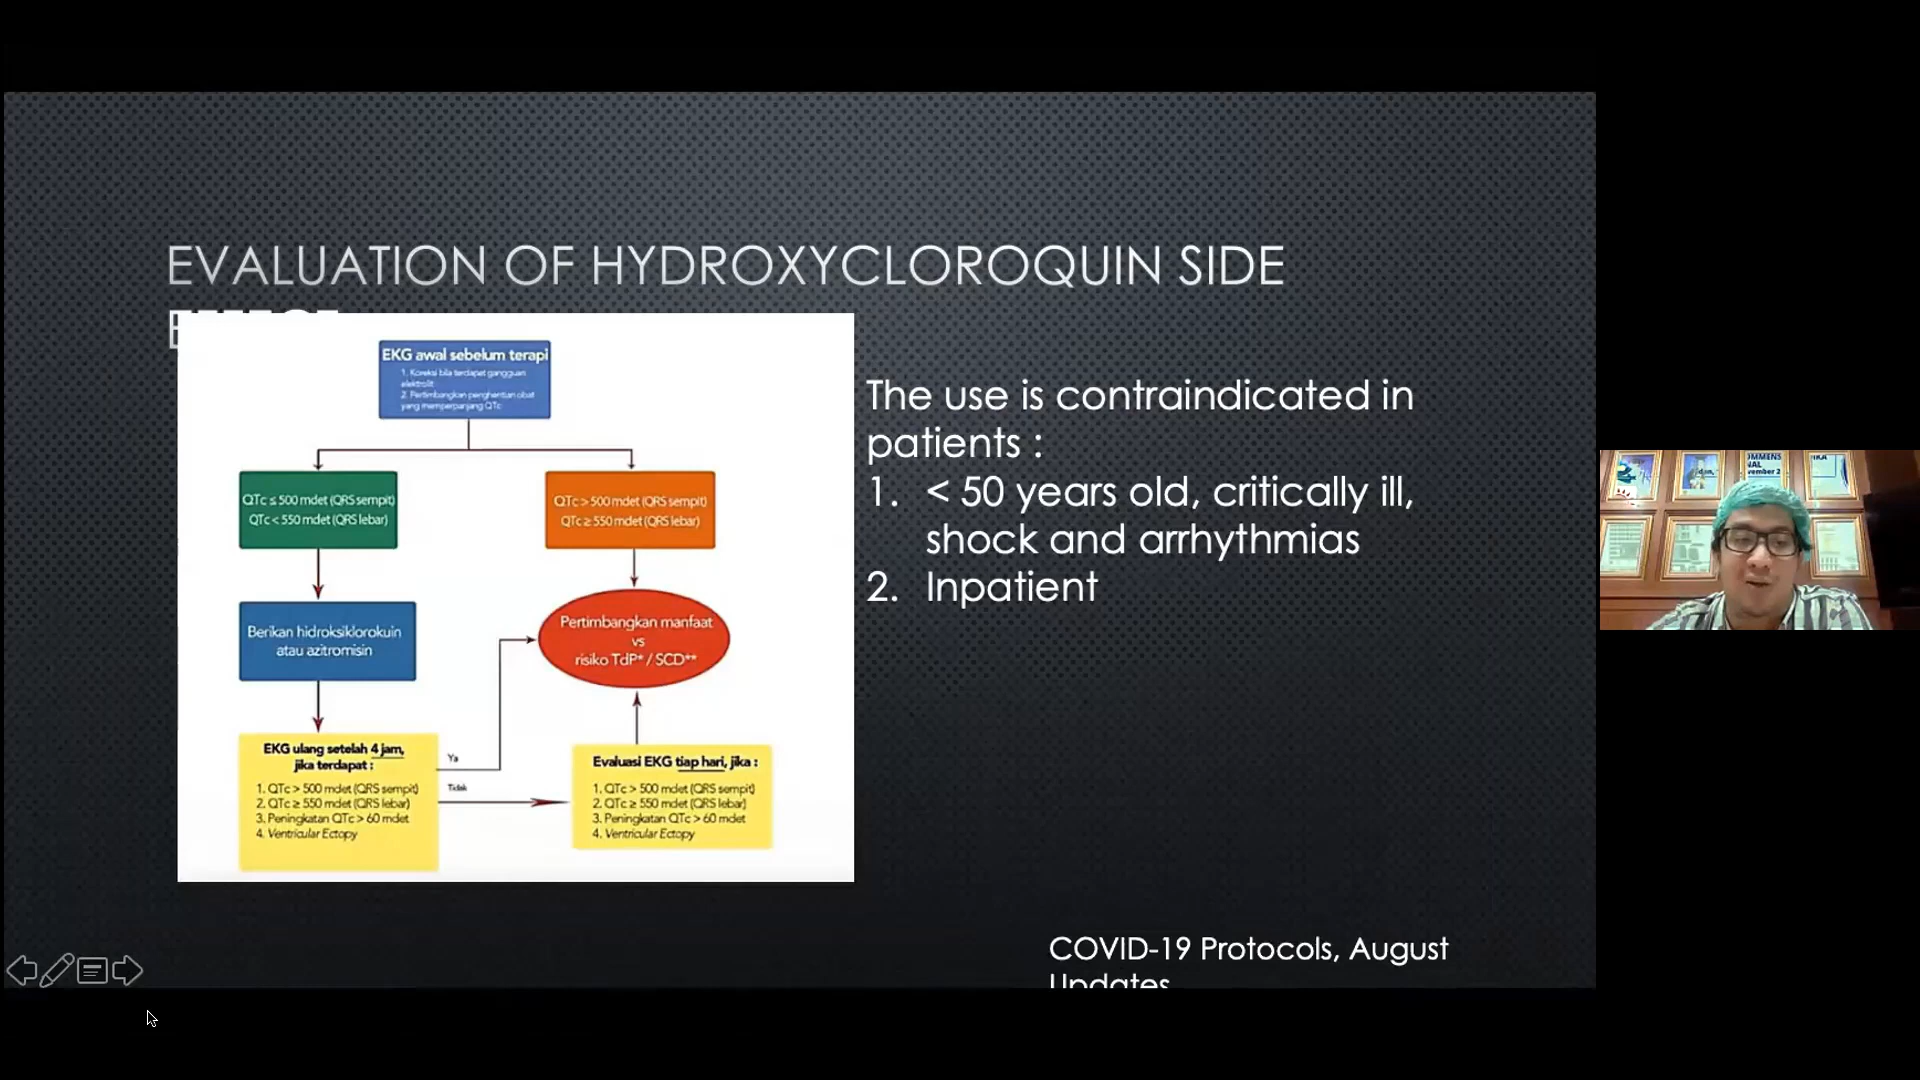 EVALUATION OF HYDROXYCLOROQUIN SIDE
EKG awal sebelum terapi
1. Koreksi bila terdapat gangguan
elektrolit
2. Pertimbangkan penghentian obat
yang memperpanjang QTc
QTc ≤ 500 mdet (QRS sempit)
QTc < 550 mdet (QRS lebar)
QTc > 500 mdet (QRS sempit)
QTc ≥ 550 mdet (QRS lebar)
Berikan hidroksiklorokuin
atau azitromisin
Pertimbangkan manfaat
vs
risiko TdP* / SCD**
EKG ulang setelah 4 jam,
jika terdapat :
1. QTc > 500 mdet (QRS sempit)
2. QTc ≥ 550 mdet (QRS lebar)
3. Peningkatan QTc > 60 mdet
4. Ventricular Ectopy
Ya
Tidak
Evaluasi EKG tiap hari, jika :
1. QTc > 500 mdet (QRS sempit)
2. QTc ≥ 550 mdet (QRS lebar)
3. Peningkatan QTc > 60 mdet
4. Ventricular Ectopy
The use is contraindicated in
patients :
1. < 50 years old, critically ill,
shock and arrhythmias
2. Inpatient
COVID-19 Protocols, August
Updates